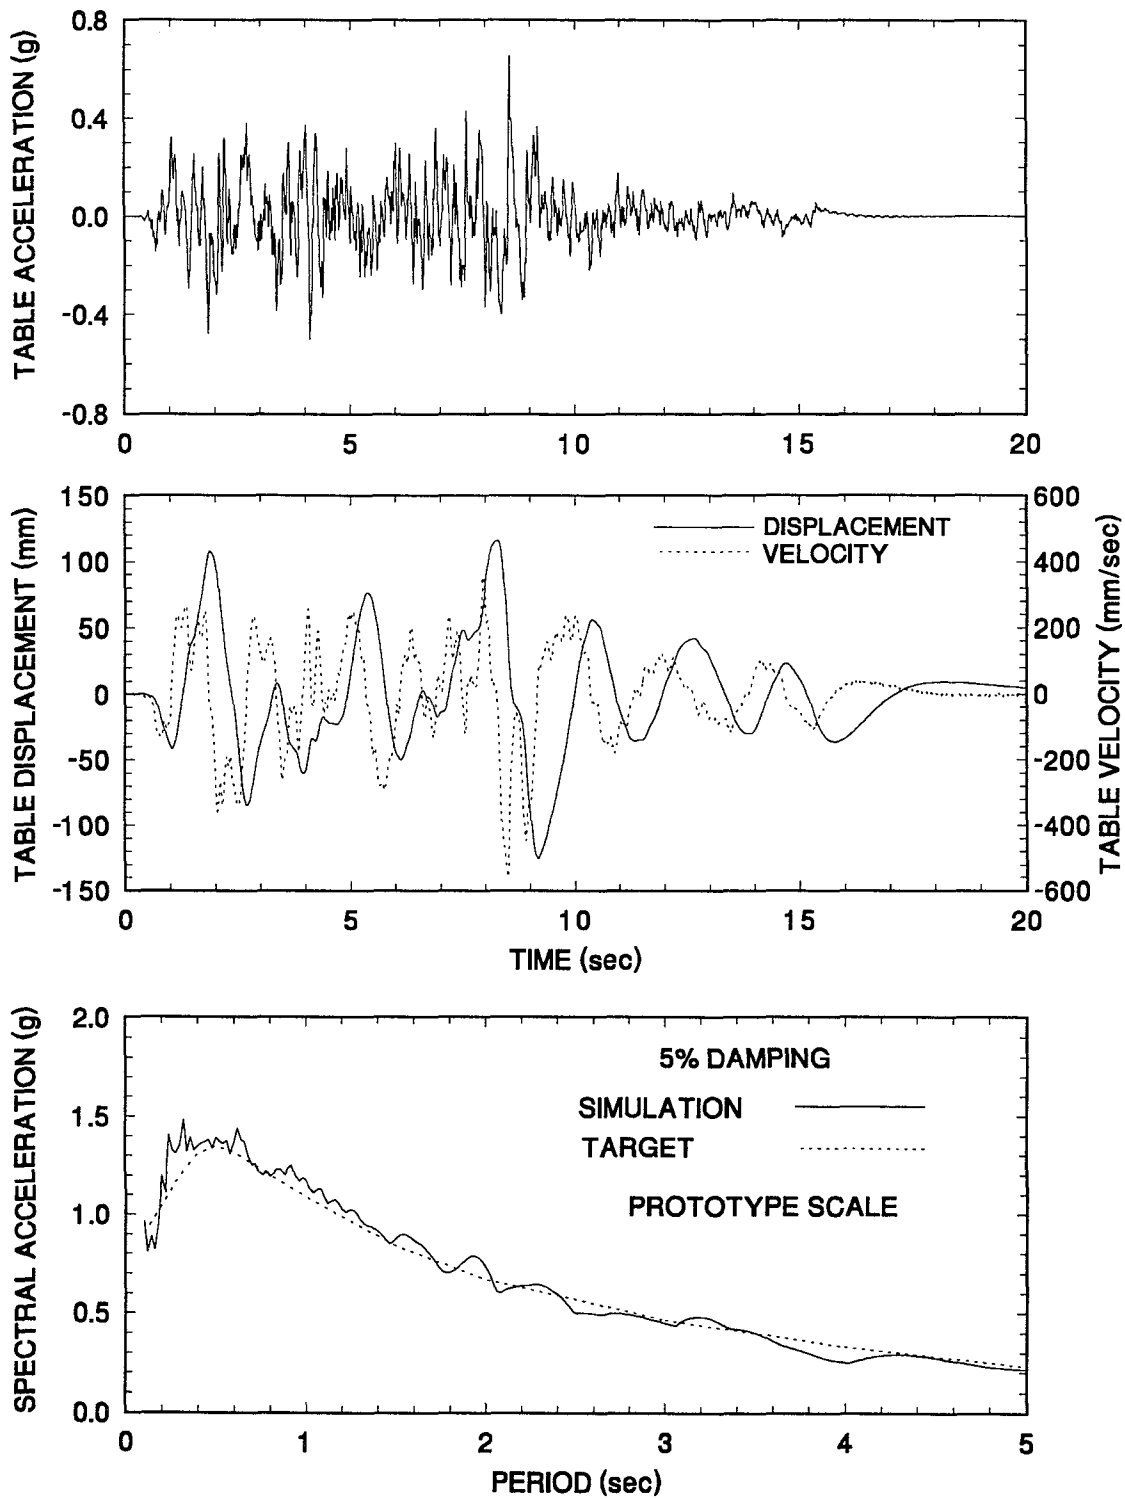 TABLE ACCELERATION (g)
0.8
0.4
0.0
-0.4
-0.8
0 5 10 15 20
TABLE DISPLACEMENT (mm)
150
100
50
0
-50
-100
-150
DISPLACEMENT
VELOCITY
600
400
200
0
-200
-400
-600
TABLE VELOCITY (mm/sec)
0 5 10 15 20
TIME (sec)
SPECTRAL ACCELERATION (g)
2.0
1.5
1.0
0.5
0.0
5% DAMPING
SIMULATION
TARGET
PROTOTYPE SCALE
0 1 2 3 4 5
PERIOD (sec)